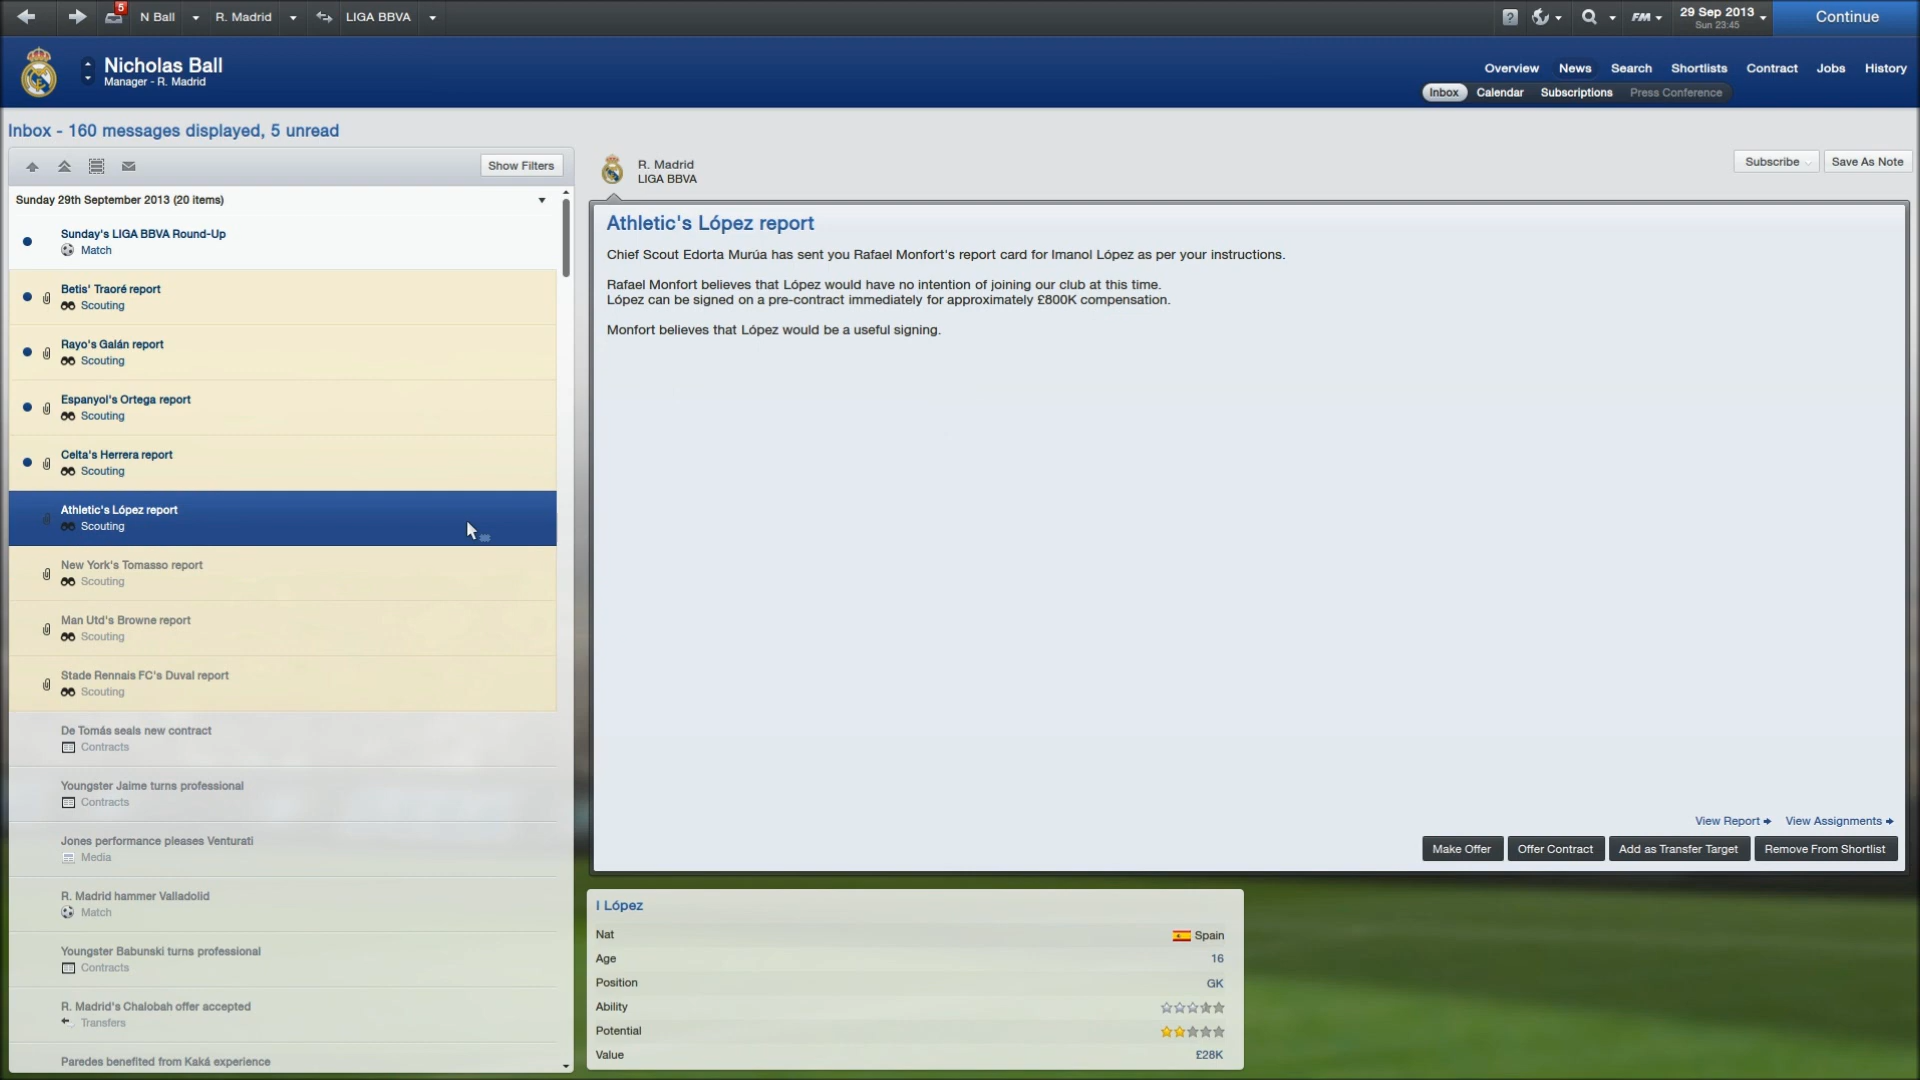 5
N Ball
R. Madrid
LIGA BBVA
?
FM
29 Sep 2013
Sun 23:45
Continue
Nicholas Ball
Manager - R. Madrid
Overview
News
Search
Shortlists
Contract
Jobs
History
Inbox
Calendar
Subscriptions
Press Conference
Inbox - 160 messages displayed, 5 unread
Show Filters
Sunday 29th September 2013 (20 items)
Sunday's LIGA BBVA Round-Up
Match
Betis' Traoré report
Scouting
Rayo's Galán report
Scouting
Espanyol's Ortega report
Scouting
Celta's Herrera report
Scouting
Athletic's López report
Scouting
New York's Tomasso report
Scouting
Man Utd's Browne report
Scouting
Stade Rennais FC's Duval report
Scouting
De Tomás seals new contract
Contracts
Youngster Jaime turns professional
Contracts
Jones performance pleases Venturati
Media
R. Madrid hammer Valladolid
Match
Youngster Babunski turns professional
Contracts
R. Madrid's Chalobah offer accepted
Transfers
Paredes benefited from Kaká experience
R. Madrid
LIGA BBVA
Subscribe
Save As Note
Athletic's López report
Chief Scout Edorta Murúa has sent you Rafael Monfort's report card for Imanol López as per your instructions.
Rafael Monfort believes that López would have no intention of joining our club at this time.
López can be signed on a pre-contract immediately for approximately £800K compensation.
Monfort believes that López would be a useful signing.
View Report
View Assignments
Make Offer
Offer Contract
Add as Transfer Target
Remove From Shortlist
I López
Nat Spain
Age 16
Position GK
Ability
Potential
Value £28K